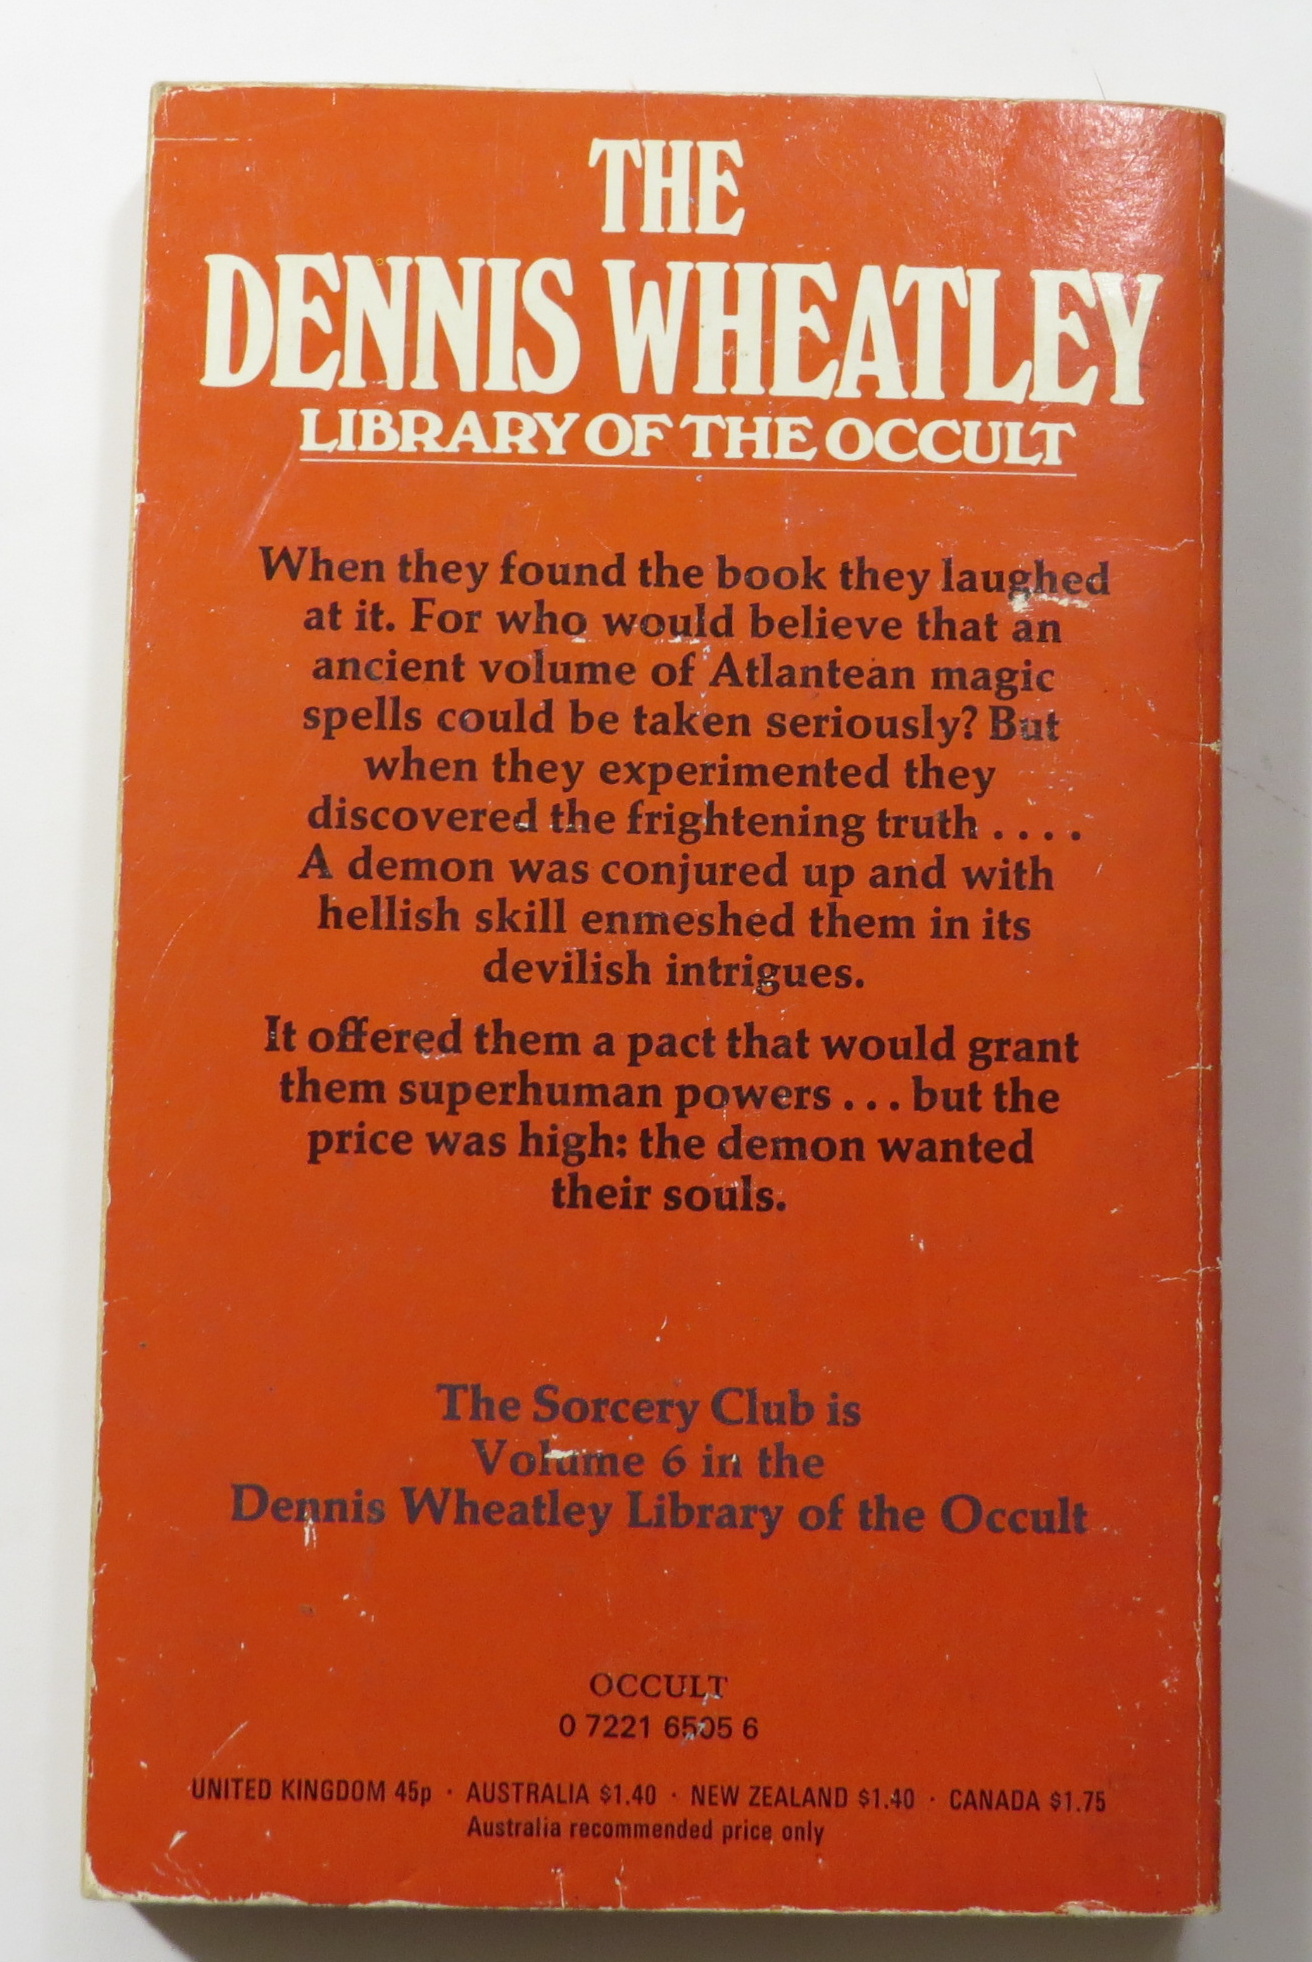 THE
DENNIS WHEATLEY
LIBRARY OF THE OCCULT
When they found the book they laughed
at it. For who would believe that an
ancient volume of Atlantean magic
spells could be taken seriously? But
when they experimented they
discovered the frightening truth . . . .
A demon was conjured up and with
hellish skill enmeshed them in its
devilish intrigues.
It offered them a pact that would grant
them superhuman powers . . . but the
price was high: the demon wanted
their souls.
The Sorcery Club is
Volume 6 in the
Dennis Wheatley Library of the Occult
OCCULT
0 7221 6505 6
UNITED KINGDOM 45p · AUSTRALIA $1.40 · NEW ZEALAND $1.40 · CANADA $1.75
Australia recommended price only